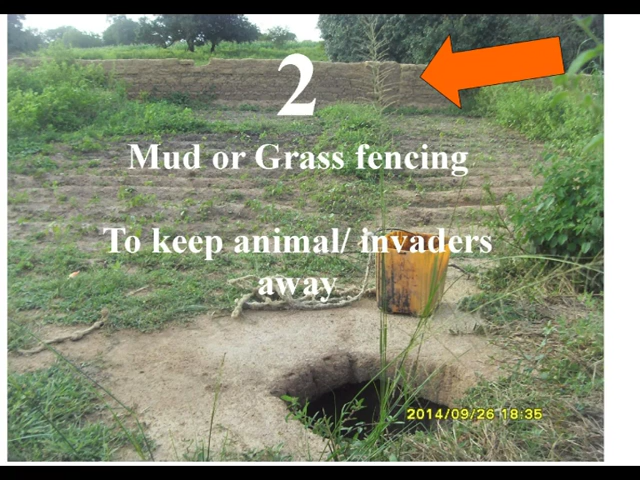 2
Mud or Grass fencing
To keep animal/ invaders
away
2014/09/26 18:35